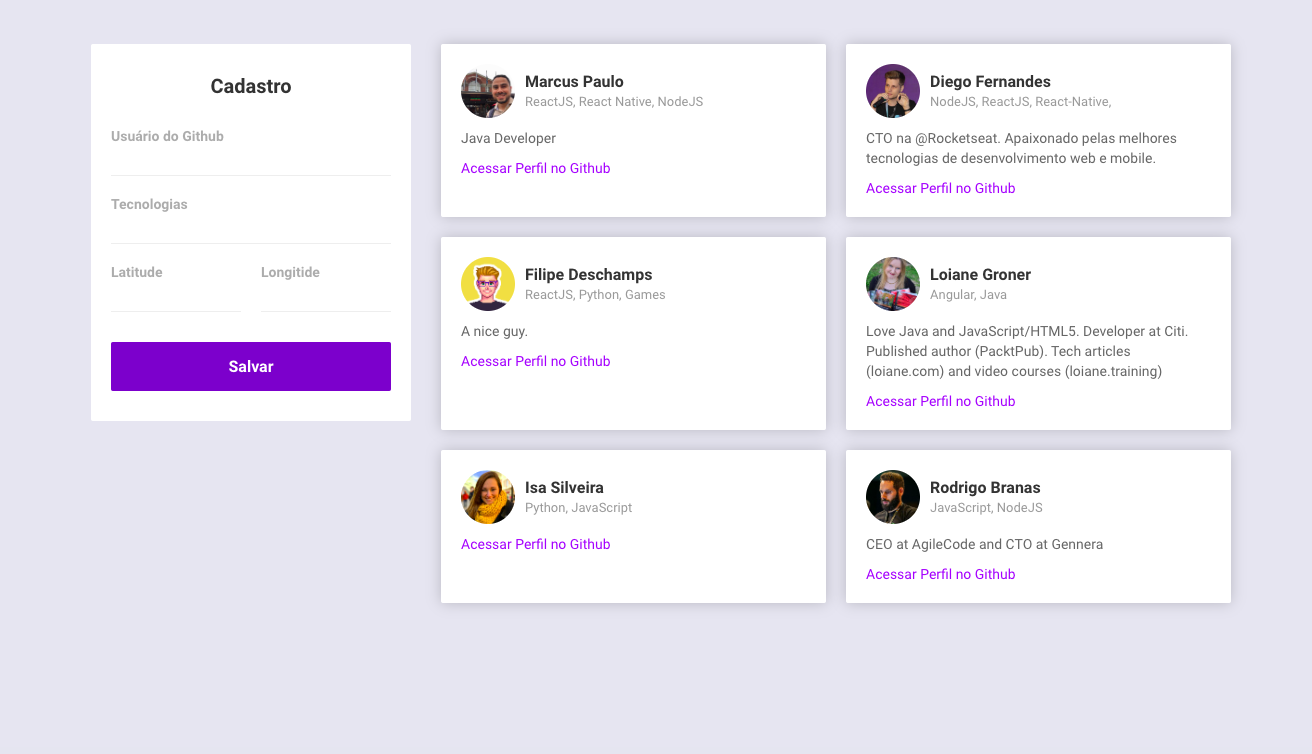 Cadastro
Usuário do Github
Tecnologias
Latitude
Longitide
Salvar
Marcus Paulo
ReactJS, React Native, NodeJS
Java Developer
Acessar Perfil no Github
Diego Fernandes
NodeJS, ReactJS, React-Native,
CTO na @Rocketseat. Apaixonado pelas melhores
tecnologias de desenvolvimento web e mobile.
Acessar Perfil no Github
Filipe Deschamps
ReactJS, Python, Games
A nice guy.
Acessar Perfil no Github
Loiane Groner
Angular, Java
Love Java and JavaScript/HTML5. Developer at Citi.
Published author (PacktPub). Tech articles
(loiane.com) and video courses (loiane.training)
Acessar Perfil no Github
Isa Silveira
Python, JavaScript
Acessar Perfil no Github
Rodrigo Branas
JavaScript, NodeJS
CEO at AgileCode and CTO at Gennera
Acessar Perfil no Github